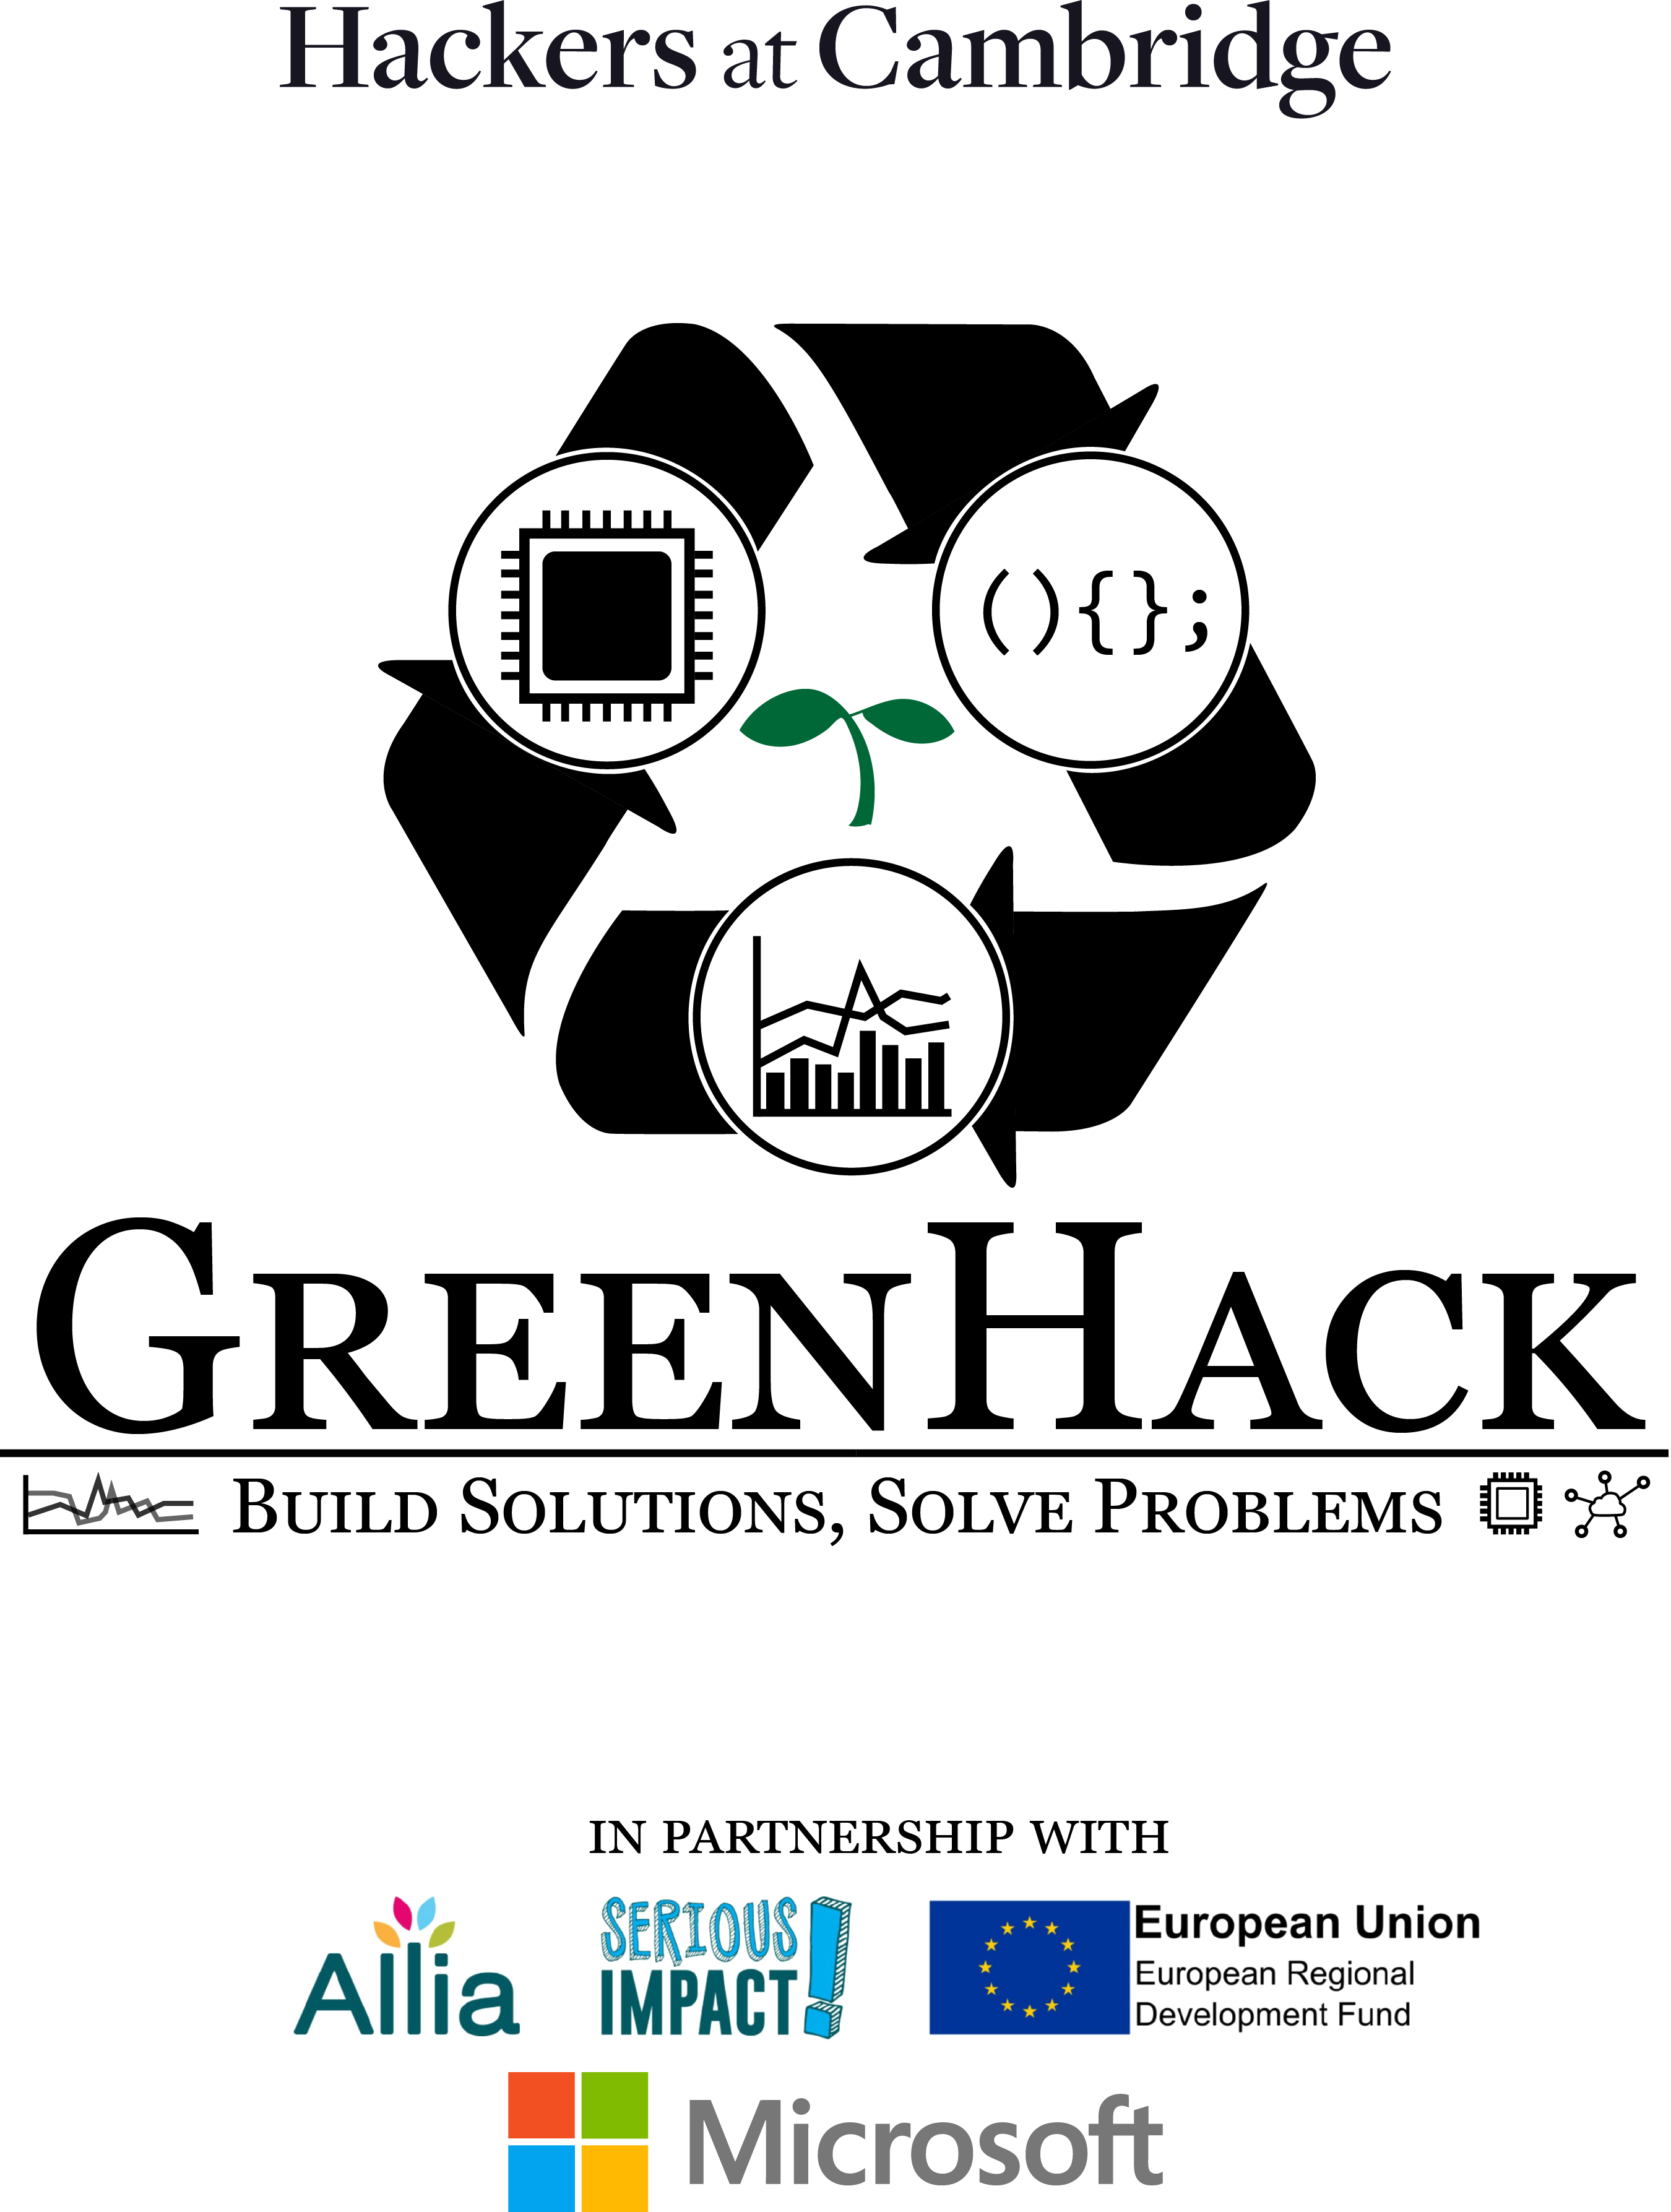 Hackers at Cambridge
(){};
GREENHACK
BUILD SOLUTIONS, SOLVE PROBLEMS
IN PARTNERSHIP WITH
Allia
SERIOUS
IMPACT!
European Union
European Regional
Development Fund
Microsoft